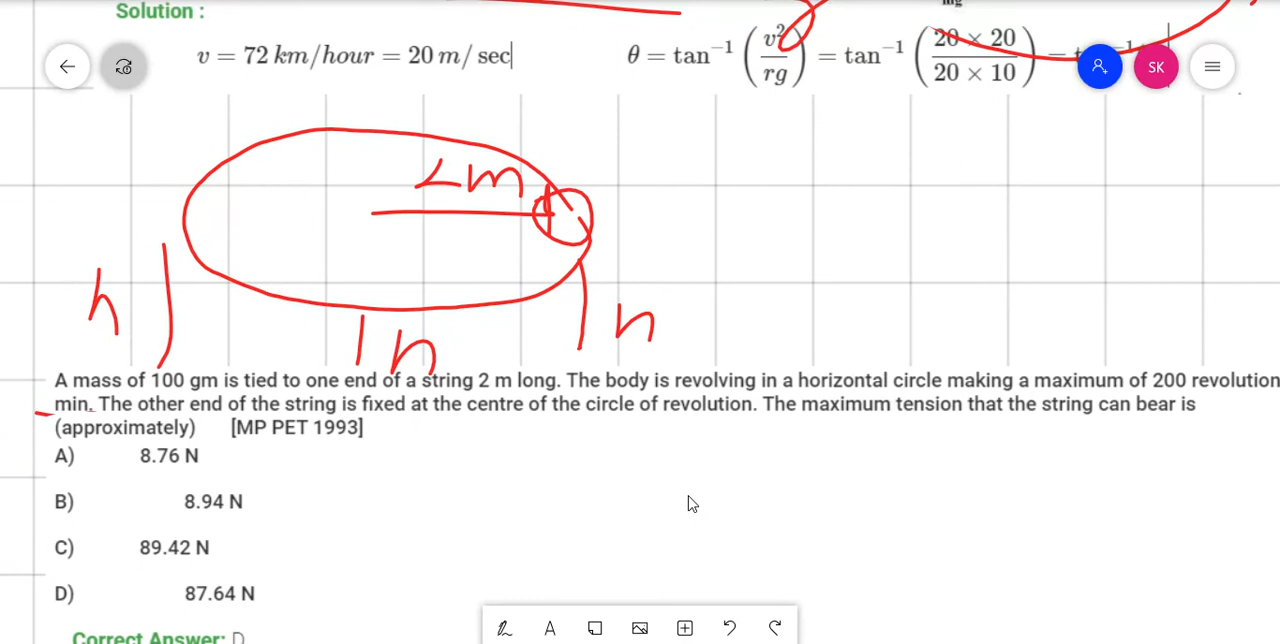 Solution :
v = 72 km/hour = 20 m/ sec
θ = tan⁻¹ (v²/rg) = tan⁻¹ (20 × 20/20 × 10) =
SK
2m
h
1h
h
A mass of 100 gm is tied to one end of a string 2 m long. The body is revolving in a horizontal circle making a maximum of 200 revolution
min. The other end of the string is fixed at the centre of the circle of revolution. The maximum tension that the string can bear is
(approximately) [MP PET 1993]
A) 8.76 N
B) 8.94 N
C) 89.42 N
D) 87.64 N
A
Correct Answer: D